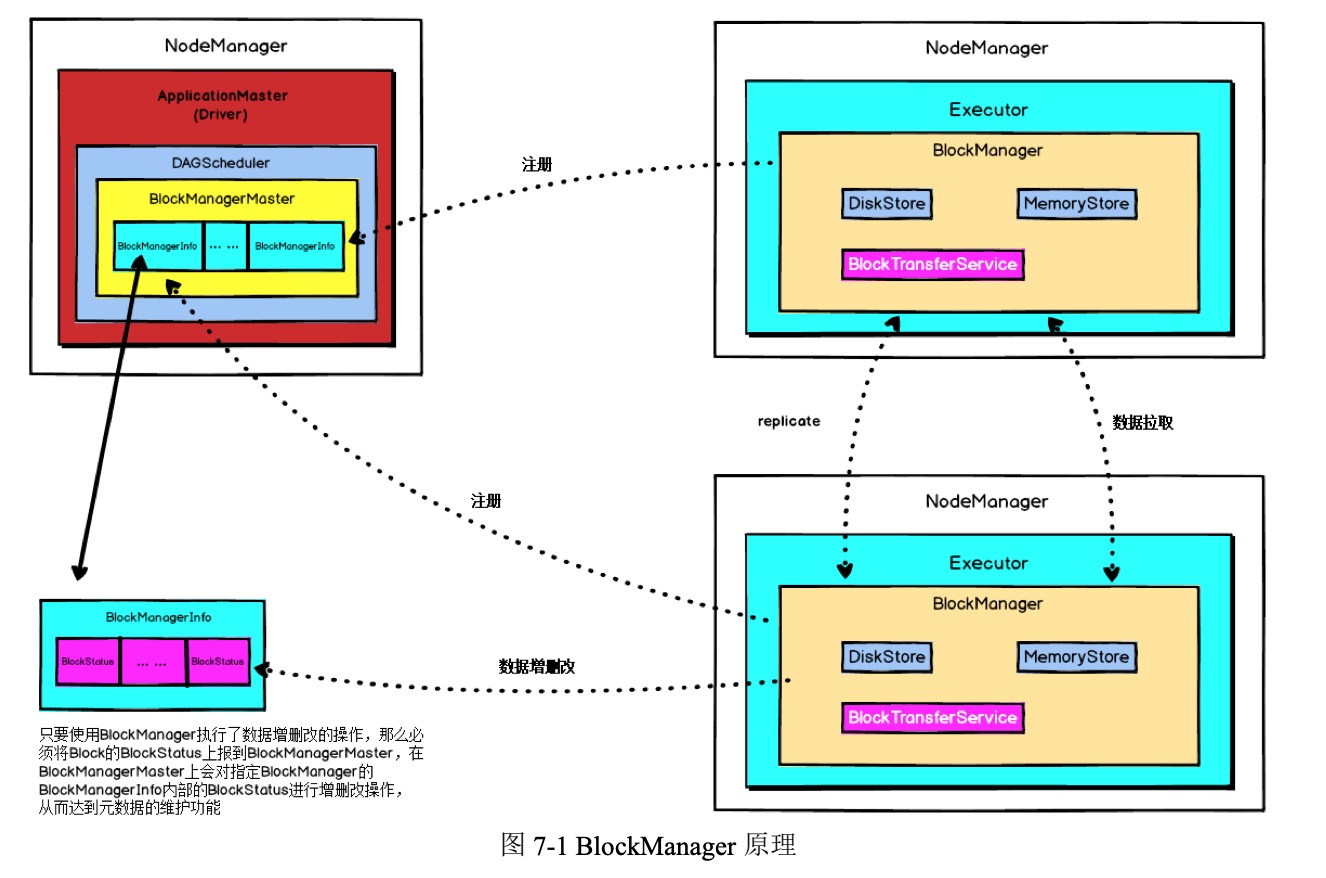 NodeManager
ApplicationMaster
(Driver)
DAGScheduler
BlockManagerMaster
BlockManagerInfo
... ...
BlockManagerInfo
注册
NodeManager
Executor
BlockManager
DiskStore
MemoryStore
BlockTransferService
replicate
数据拉取
注册
NodeManager
Executor
BlockManager
DiskStore
MemoryStore
BlockTransferService
BlockManagerInfo
BlockStatus
... ...
BlockStatus
数据增删改
只要使用BlockManager执行了数据增删改的操作，那么必
须将Block的BlockStatus上报到BlockManagerMaster，在
BlockManagerMaster上会对指定BlockManager的
BlockManagerInfo内部的BlockStatus进行增删改操作，
从而达到元数据的维护功能
图 7-1 BlockManager 原理